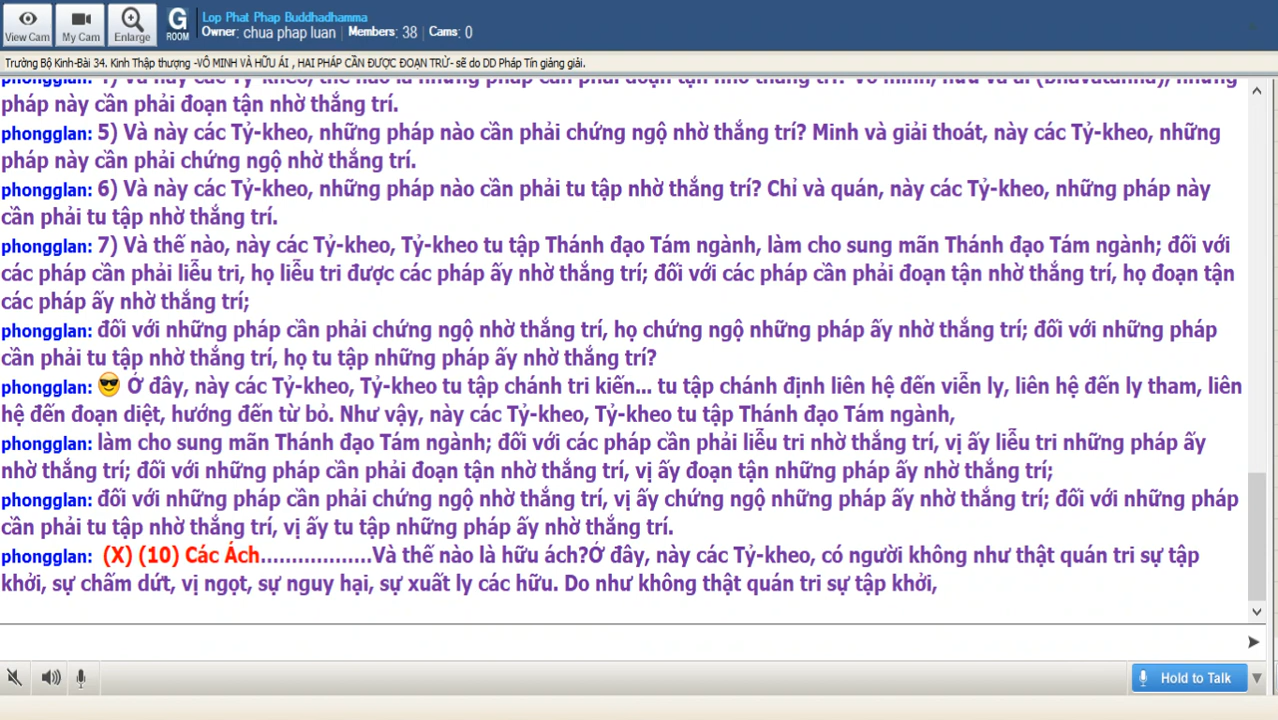 View Cam
My Cam
Enlarge
G
ROOM
Lop Phat Phap Buddhadhamma
Owner: chua phap luan Members: 38 Cams: 0
Trường Bộ Kinh-Bài 34. Kinh Thập thượng -VÔ MINH VÀ HỮU ÁI , HAI PHÁP CẦN ĐƯỢC ĐOẠN TRỪ- sẽ do DD Pháp Tín giảng giải.
pháp này cần phải đoạn tận nhờ thắng trí.
phongglan: 5) Và này các Tỷ-kheo, những pháp nào cần phải chứng ngộ nhờ thắng trí? Minh và giải thoát, này các Tỷ-kheo, những
pháp này cần phải chứng ngộ nhờ thắng trí.
phongglan: 6) Và này các Tỷ-kheo, những pháp nào cần phải tu tập nhờ thắng trí? Chỉ và quán, này các Tỷ-kheo, những pháp này
cần phải tu tập nhờ thắng trí.
phongglan: 7) Và thế nào, này các Tỷ-kheo, Tỷ-kheo tu tập Thánh đạo Tám ngành, làm cho sung mãn Thánh đạo Tám ngành; đối với
các pháp cần phải liễu tri, họ liễu tri được các pháp ấy nhờ thắng trí; đối với các pháp cần phải đoạn tận nhờ thắng trí, họ đoạn tận
các pháp ấy nhờ thắng trí;
phongglan: đối với những pháp cần phải chứng ngộ nhờ thắng trí, họ chứng ngộ những pháp ấy nhờ thắng trí; đối với những pháp
cần phải tu tập nhờ thắng trí, họ tu tập những pháp ấy nhờ thắng trí?
phongglan: Ở đây, này các Tỷ-kheo, Tỷ-kheo tu tập chánh tri kiến... tu tập chánh định liên hệ đến viễn ly, liên hệ đến ly tham, liên
hệ đến đoạn diệt, hướng đến từ bỏ. Như vậy, này các Tỷ-kheo, Tỷ-kheo tu tập Thánh đạo Tám ngành,
phongglan: làm cho sung mãn Thánh đạo Tám ngành; đối với các pháp cần phải liễu tri nhờ thắng trí, vị ấy liễu tri những pháp ấy
nhờ thắng trí; đối với những pháp cần phải đoạn tận nhờ thắng trí, vị ấy đoạn tận những pháp ấy nhờ thắng trí;
phongglan: đối với những pháp cần phải chứng ngộ nhờ thắng trí, vị ấy chứng ngộ những pháp ấy nhờ thắng trí; đối với những pháp
cần phải tu tập nhờ thắng trí, vị ấy tu tập những pháp ấy nhờ thắng trí.
phongglan: (X) (10) Các Ách..................Và thế nào là hữu ách?Ở đây, này các Tỷ-kheo, có người không như thật quán tri sự tập
khởi, sự chấm dứt, vị ngọt, sự nguy hại, sự xuất ly các hữu. Do như không thật quán tri sự tập khởi,
Hold to Talk